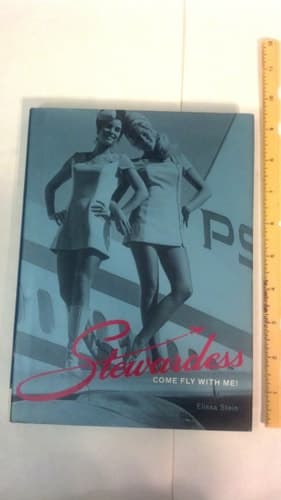 PS
Stewardess
COME FLY WITH ME!
Elissa Stein